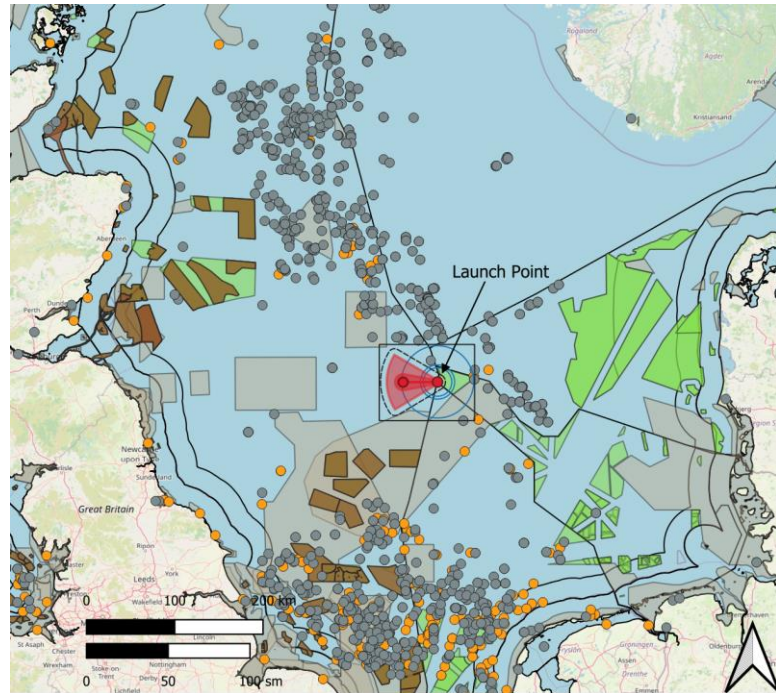 Rogaland
Agder
Arendal
Kristiansand
Aberdeen
Launch Point
Perth
Dundee
Newcastle
upon Tyne
Sunderland
Great Britain
Ripon
York
Leeds
Wakefield
0 100 200 km
Lincoln
St Asaph
Wrexham
Stoke-on-
Trent
Nottingham
Derby
Lichfield
0 50 100 sm
Groningen
Assen
Emmen
Oldenburg